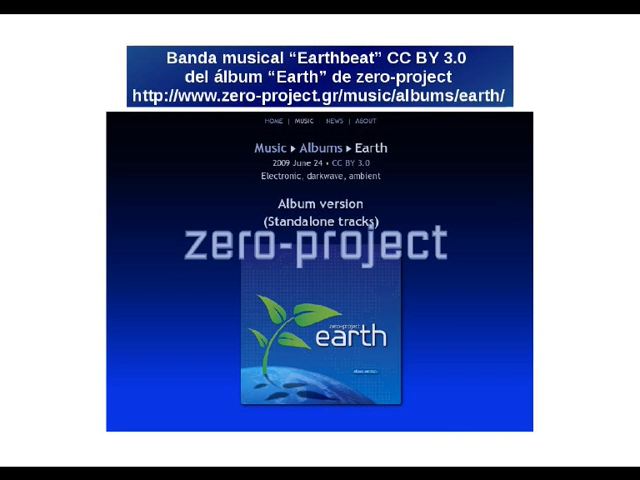 Banda musical “Earthbeat” CC BY 3.0
del álbum “Earth” de zero-project
http://www.zero-project.gr/music/albums/earth/
HOME | MUSIC | NEWS | ABOUT
Music ▸ Albums ▸ Earth
2009 June 24 • CC BY 3.0
Electronic, darkwave, ambient
Album version
(Standalone tracks)
zero-project
zero-project
earth